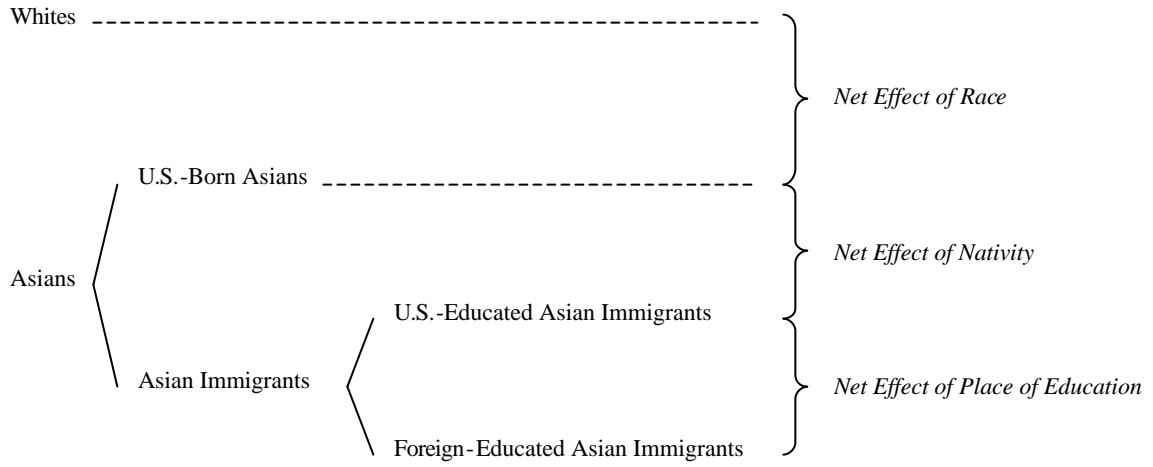 Whites
Net Effect of Race
U.S.-Born Asians
Net Effect of Nativity
Asians
U.S.-Educated Asian Immigrants
Asian Immigrants
Net Effect of Place of Education
Foreign-Educated Asian Immigrants